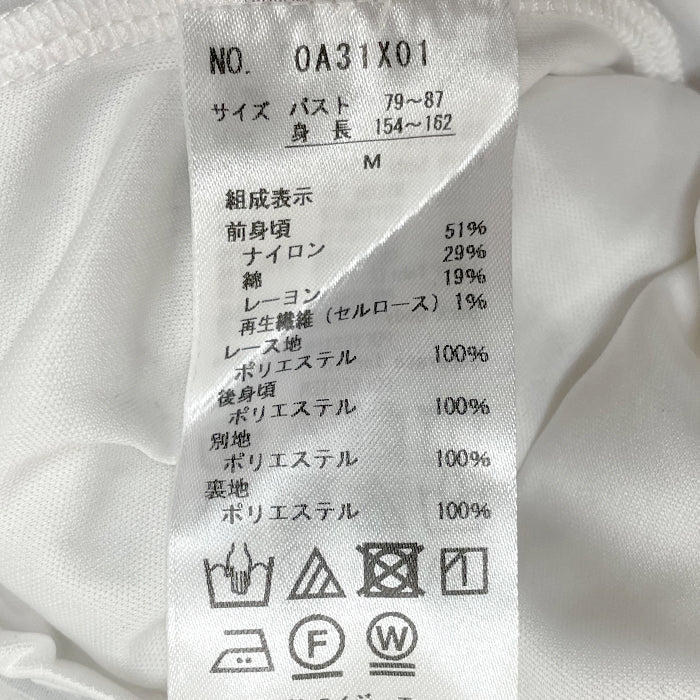 NO. 0A31X01
サイズ バスト 79〜87
身長 154〜162
M
組成表示
前身頃
ナイロン 51%
綿 29%
レーヨン 19%
再生繊維(セルロース) 1%
レース地
ポリエステル 100%
後身頃
ポリエステル 100%
別地
ポリエステル 100%
裏地
ポリエステル 100%
F W